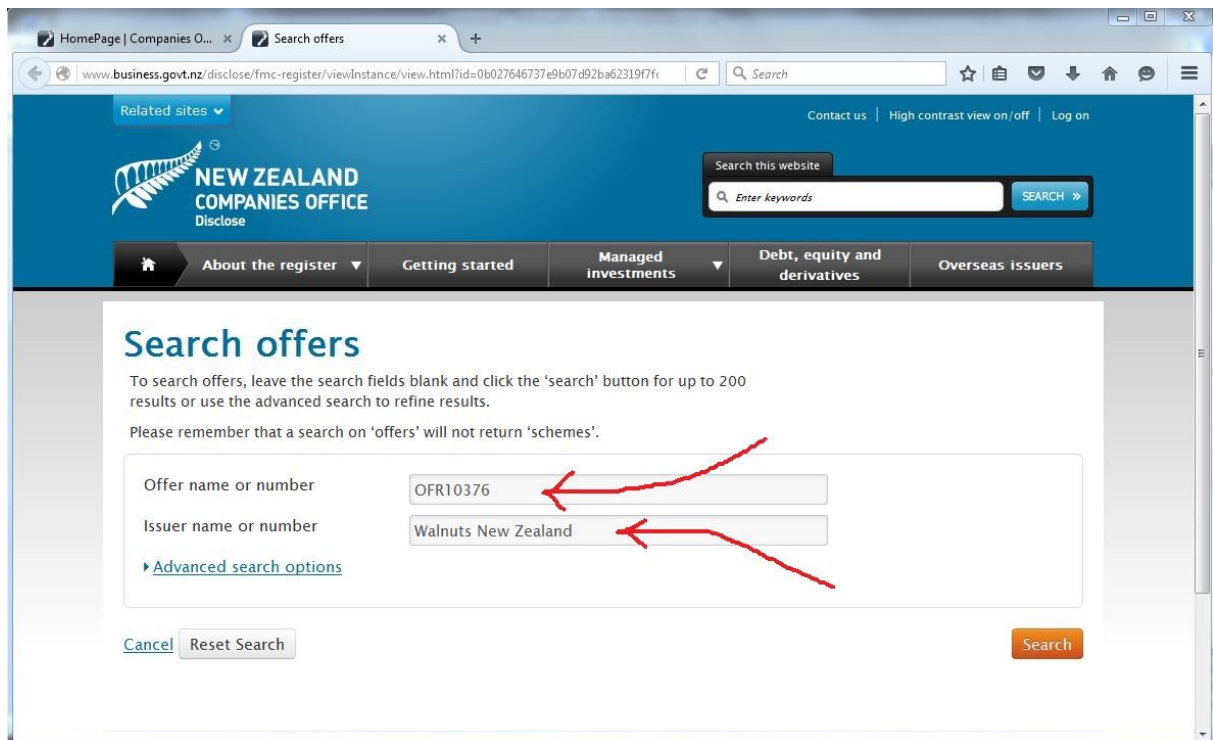 HomePage | Companies O...
Search offers
www.business.govt.nz/disclose/fmc-register/viewInstance/view.html?id=0b027646737e9b07d92ba62319f7f
Search
Related sites
Contact us | High contrast view on/off | Log on
NEW ZEALAND
COMPANIES OFFICE
Disclose
Search this website
Enter keywords
SEARCH »
About the register
Getting started
Managed
investments
Debt, equity and
derivatives
Overseas issuers
Search offers
To search offers, leave the search fields blank and click the ‘search’ button for up to 200
results or use the advanced search to refine results.
Please remember that a search on ‘offers’ will not return ‘schemes’.
Offer name or number
OFR10376
Issuer name or number
Walnuts New Zealand
Advanced search options
Cancel
Reset Search
Search